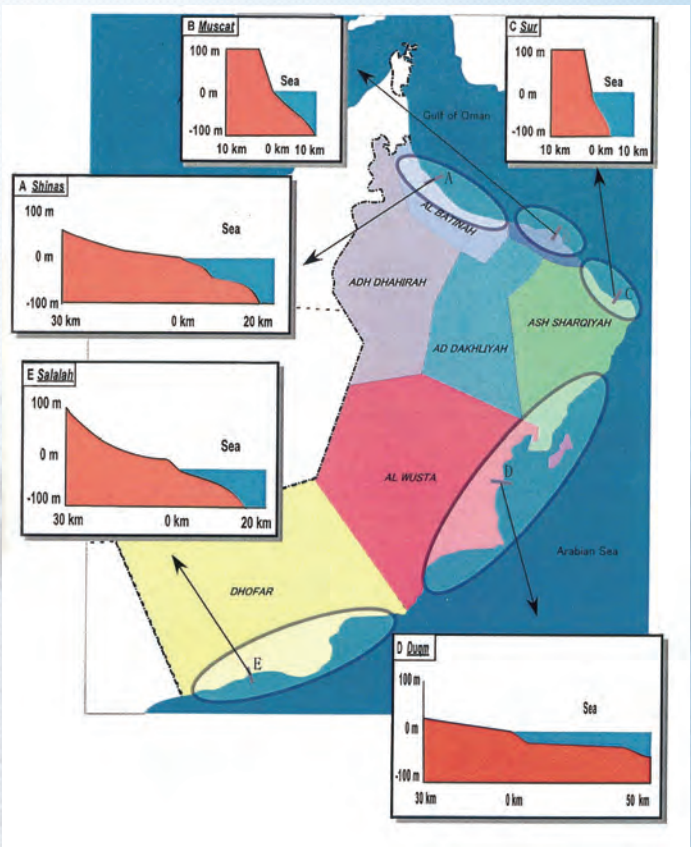 B Muscat
100 m
Sea
0 m
-100 m
10 km 0 km 10 km
C Sur
100 m
Sea
0 m
-100 m
10 km 0 km 10 km
Gulf of Oman
A Shinas
100 m
Sea
0 m
-100 m
30 km 0 km 20 km
A
AL BATINAH
C
ADH DHAHIRAH
AD DAKHLIYAH
ASH SHARQIYAH
E Salalah
100 m
Sea
0 m
-100 m
30 km 0 km 20 km
AL WUSTA
D
Arabian Sea
DHOFAR
E
D Duqm
100 m
Sea
0 m
-100 m
30 km 0 km 50 km